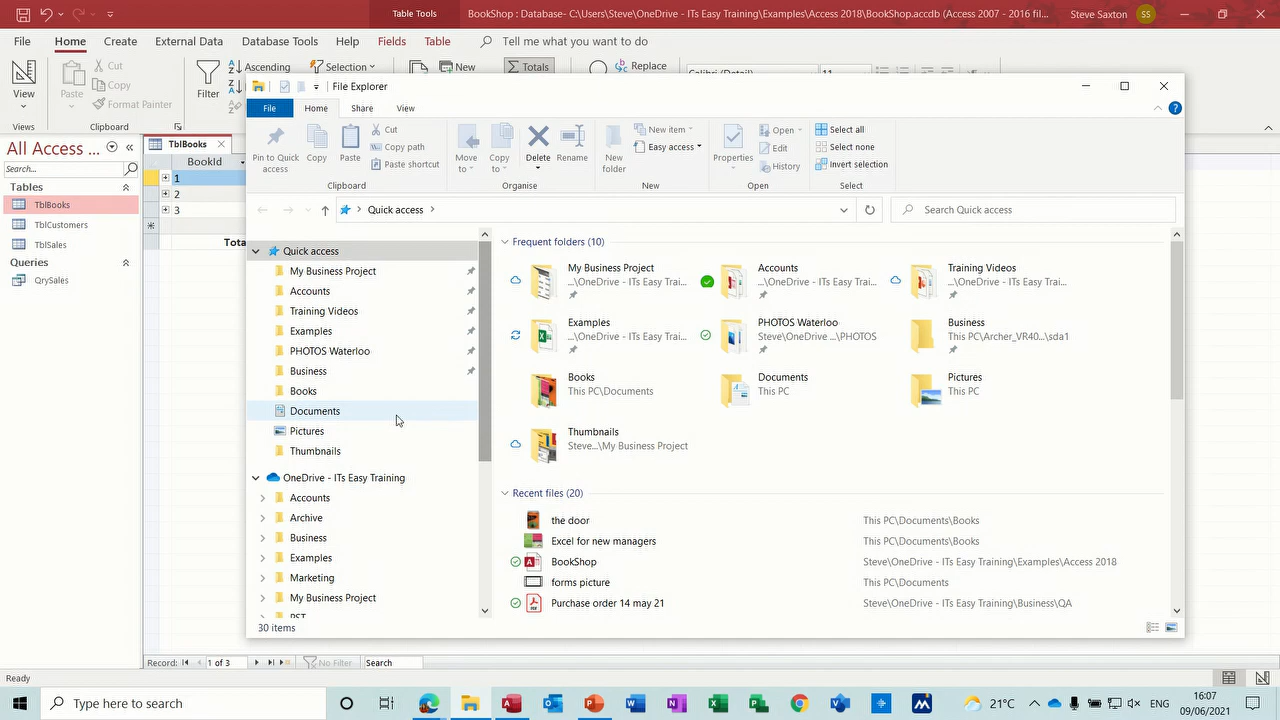 Table Tools
BookShop : Database- C:\Users\Steve\OneDrive - ITs Easy Training\Examples\Access 2018\BookShop.accdb (Access 2007 - 2016 fil...
Steve Saxton
SS
File
Home
Create
External Data
Database Tools
Help
Fields
Table
Tell me what you want to do
View
Views
Paste
Cut
Copy
Format Painter
Clipboard
Filter
Ascending
Selection
New
Totals
Replace
All Access ...
Search...
Tables
TblBooks
TblCustomers
TblSales
Queries
QrySales
TblBooks
BookId
1
2
3
Tota
File Explorer
File
Home
Share
View
Pin to Quick access
Copy
Paste
Cut
Copy path
Paste shortcut
Clipboard
Move to
Copy to
Delete
Rename
Organise
New folder
New item
Easy access
New
Properties
Open
Edit
History
Open
Select all
Select none
Invert selection
Select
Quick access
Search Quick access
Quick access
My Business Project
Accounts
Training Videos
Examples
PHOTOS Waterloo
Business
Books
Documents
Pictures
Thumbnails
OneDrive - ITs Easy Training
Accounts
Archive
Business
Examples
Marketing
My Business Project
PST
Frequent folders (10)
My Business Project
...\OneDrive - ITs Easy Trai...
Accounts
...\OneDrive - ITs Easy Trai...
Training Videos
...\OneDrive - ITs Easy Trai...
Examples
...\OneDrive - ITs Easy Trai...
PHOTOS Waterloo
Steve\OneDrive ...\PHOTOS
Business
This PC\Archer_VR40...\sda1
Books
This PC\Documents
Documents
This PC
Pictures
This PC
Thumbnails
Steve...\My Business Project
Recent files (20)
the door This PC\Documents\Books
Excel for new managers This PC\Documents\Books
BookShop Steve\OneDrive - ITs Easy Training\Examples\Access 2018
forms picture This PC\Documents
Purchase order 14 may 21 Steve\OneDrive - ITs Easy Training\Business\QA
30 items
Record: 1 of 3 No Filter Search
Ready
Type here to search
21°C
ENG
16:07
09/06/2021